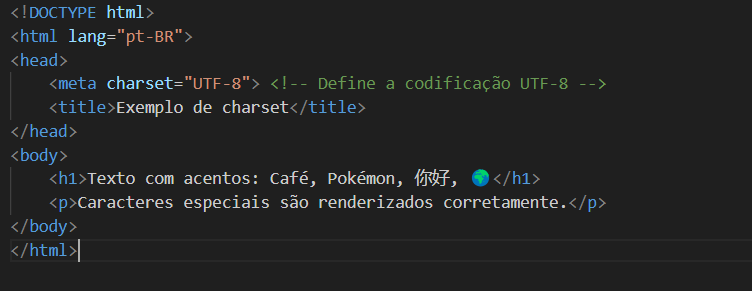 <!DOCTYPE html>
<html lang="pt-BR">
<head>
    <meta charset="UTF-8"> <!-- Define a codificação UTF-8 -->
    <title>Exemplo de charset</title>
</head>
<body>
    <h1>Texto com acentos: Café, Pokémon, 你好, 🌍</h1>
    <p>Caracteres especiais são renderizados corretamente.</p>
</body>
</html>